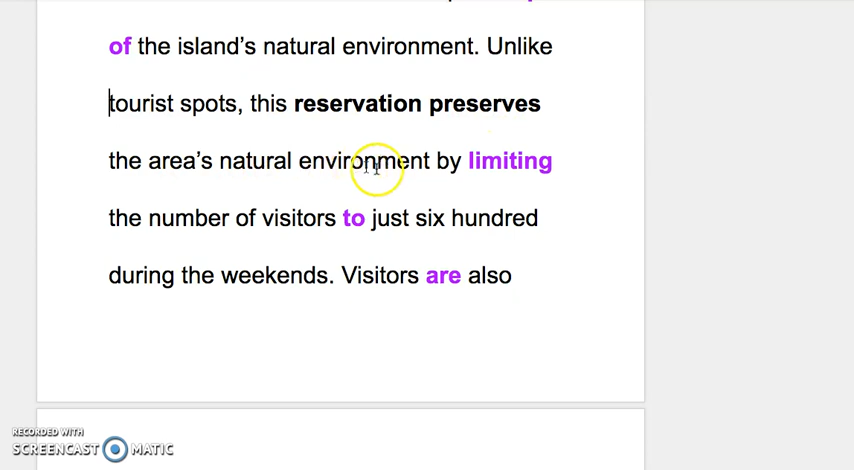 of the island’s natural environment. Unlike
tourist spots, this reservation preserves
the area’s natural environment by limiting
the number of visitors to just six hundred
during the weekends. Visitors are also
RECORDED WITH
SCREENCAST MATIC